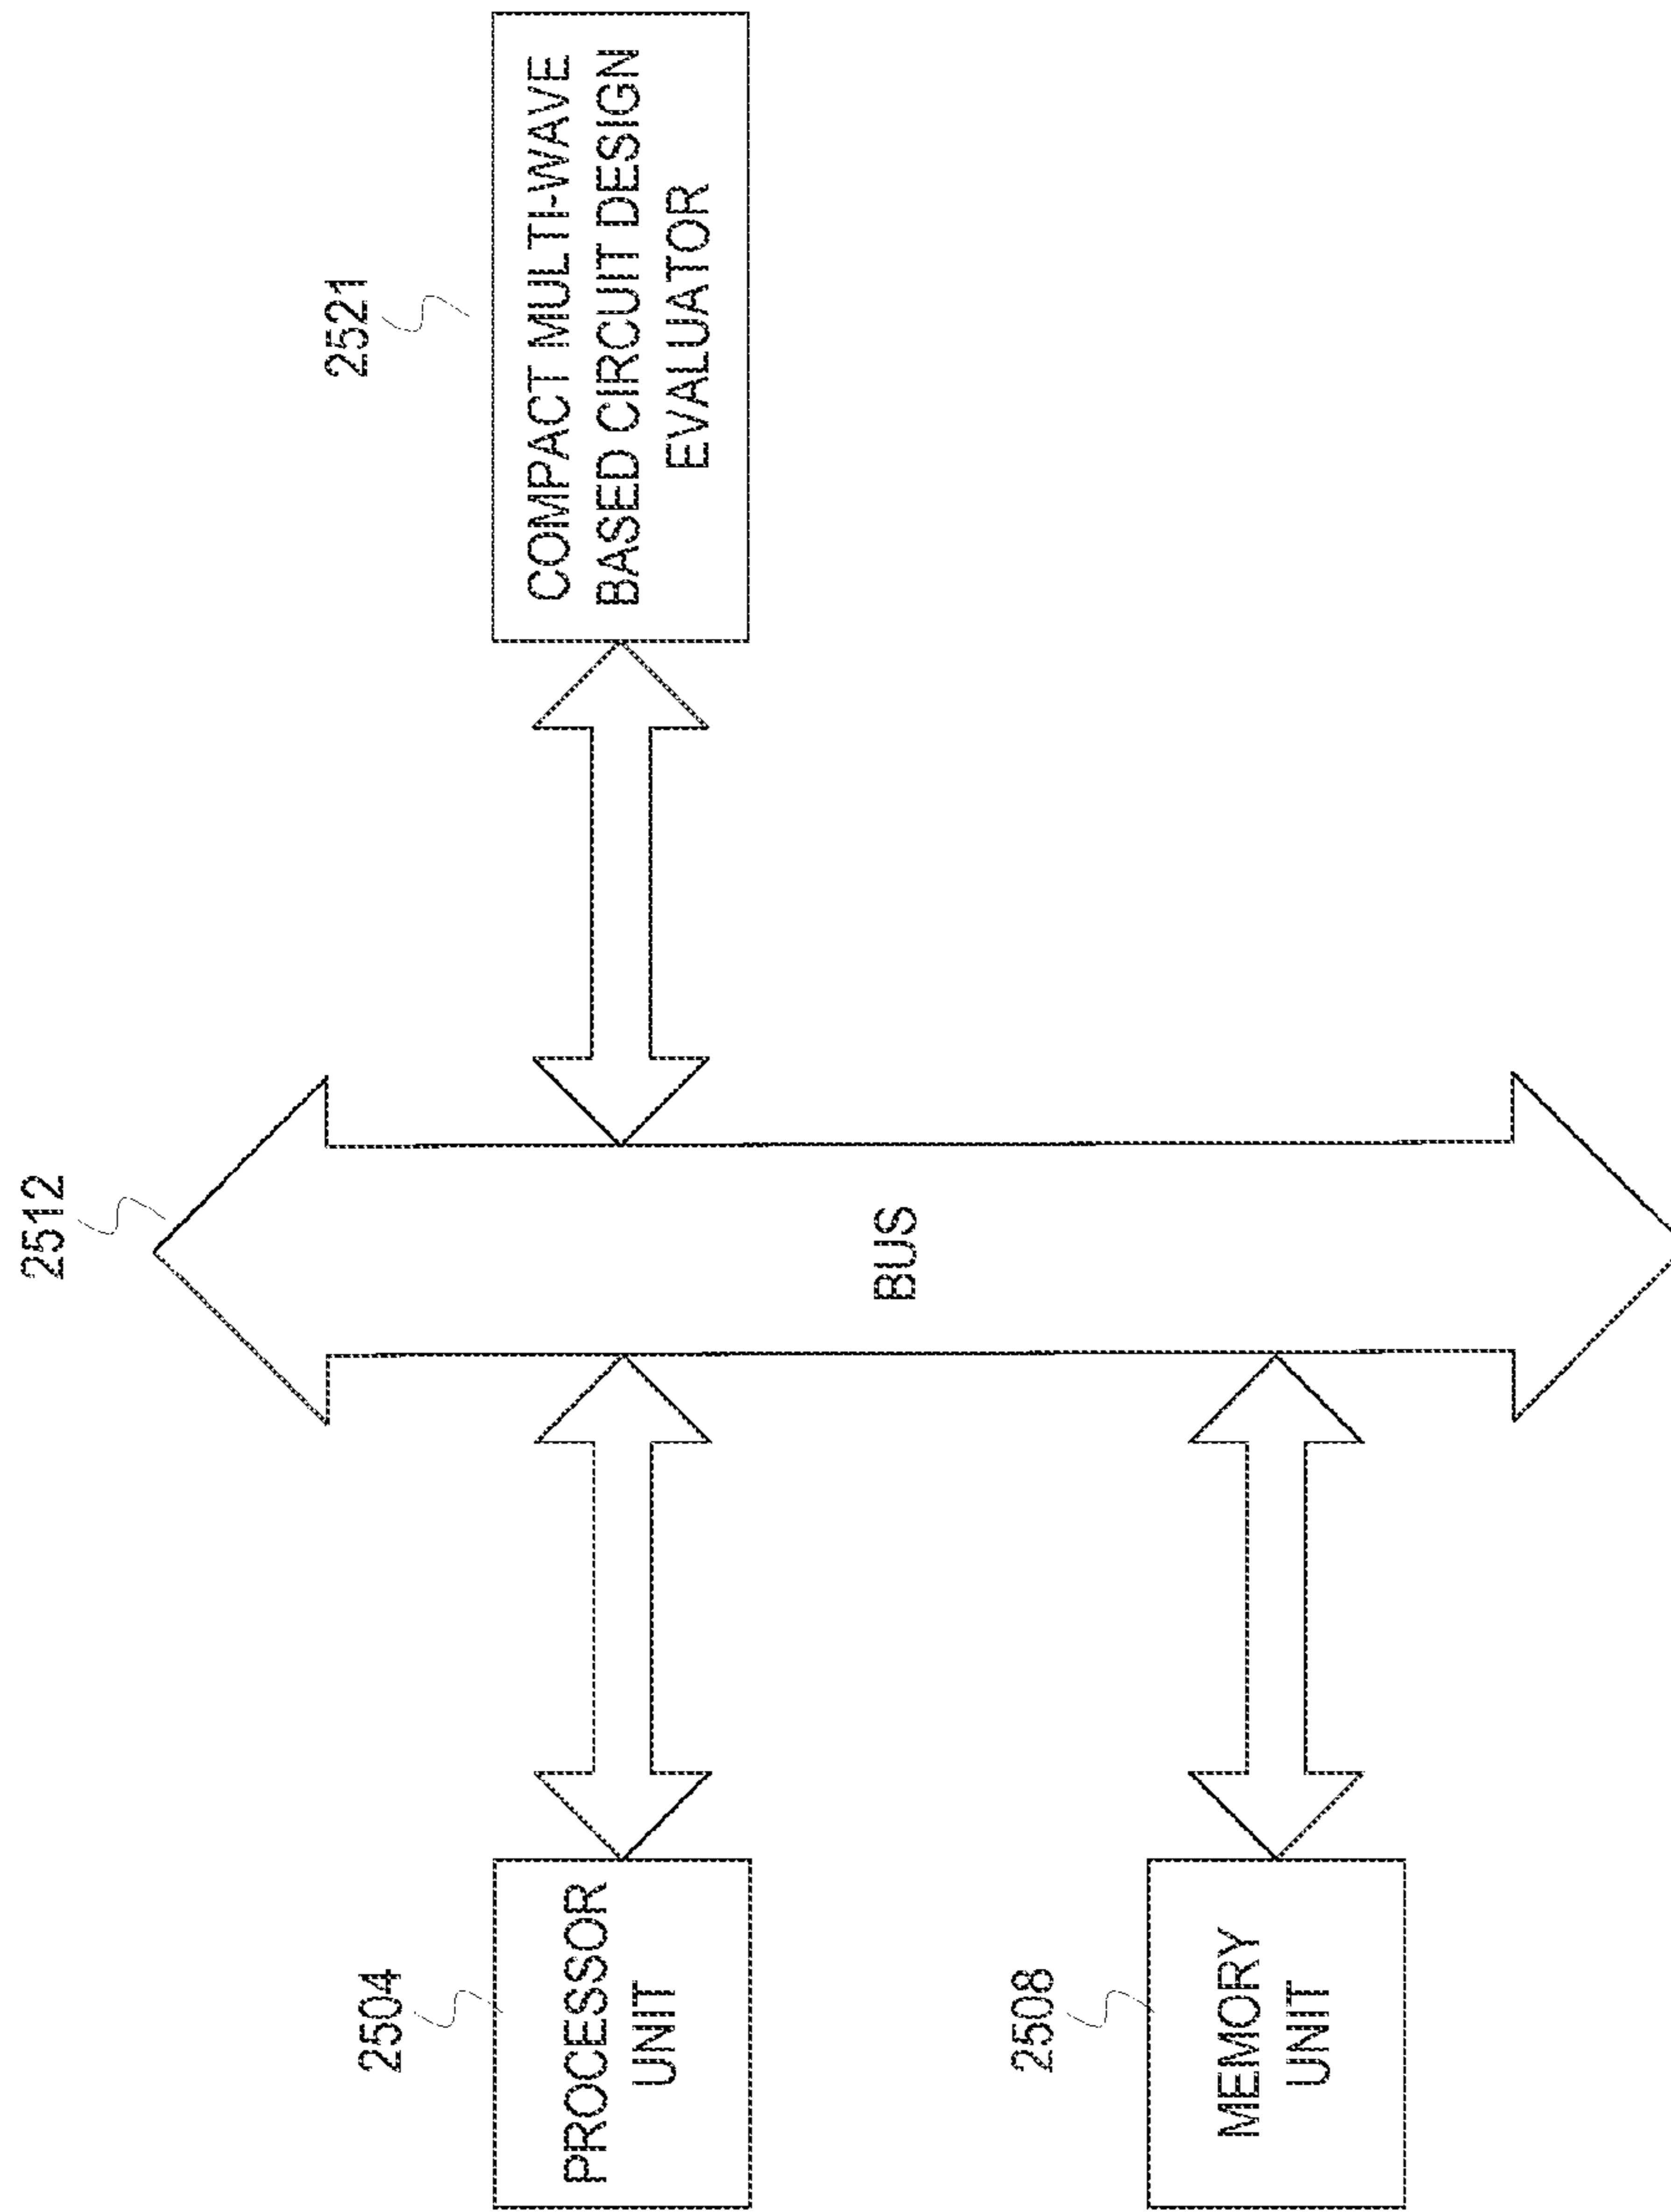 2504
PROCESSOR
UNIT
2508
MEMORY
UNIT
2512
BUS
2521
COMPACT MULTI-WAVE
BASED CIRCUIT DESIGN
EVALUATOR